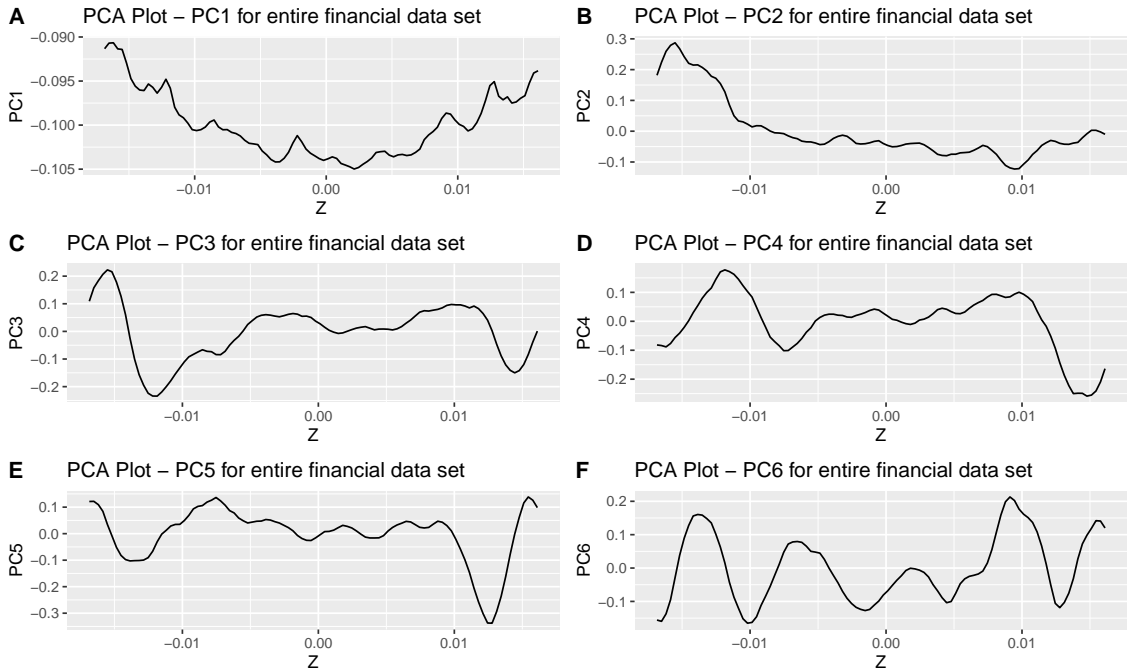 A PCA Plot − PC1 for entire financial data set
−0.090
−0.095
−0.100
−0.105
PC1
−0.01 0.00 0.01
Z
B PCA Plot − PC2 for entire financial data set
0.3
0.2
0.1
0.0
−0.1
PC2
−0.01 0.00 0.01
Z
C PCA Plot − PC3 for entire financial data set
0.2
0.1
0.0
−0.1
−0.2
PC3
−0.01 0.00 0.01
Z
D PCA Plot − PC4 for entire financial data set
0.1
0.0
−0.1
−0.2
PC4
−0.01 0.00 0.01
Z
E PCA Plot − PC5 for entire financial data set
0.1
0.0
−0.1
−0.2
−0.3
PC5
−0.01 0.00 0.01
Z
F PCA Plot − PC6 for entire financial data set
0.2
0.1
0.0
−0.1
PC6
−0.01 0.00 0.01
Z